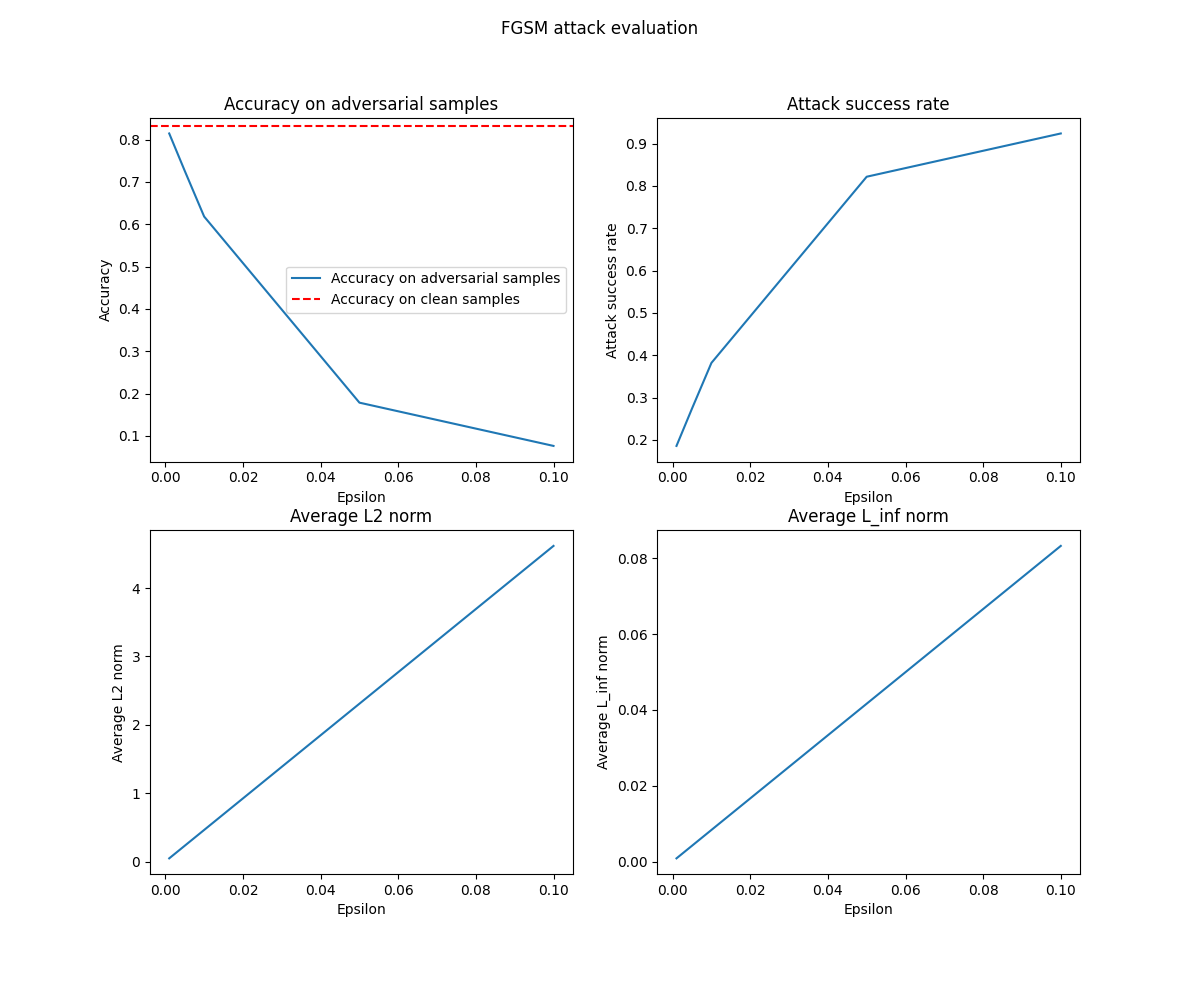 FGSM attack evaluation
Accuracy on adversarial samples
Accuracy
0.8
0.7
0.6
0.5
0.4
0.3
0.2
0.1
Accuracy on adversarial samples
Accuracy on clean samples
0.00 0.02 0.04 0.06 0.08 0.10
Epsilon
Attack success rate
Attack success rate
0.9
0.8
0.7
0.6
0.5
0.4
0.3
0.2
0.00 0.02 0.04 0.06 0.08 0.10
Epsilon
Average L2 norm
Average L2 norm
4
3
2
1
0
0.00 0.02 0.04 0.06 0.08 0.10
Epsilon
Average L_inf norm
Average L_inf norm
0.08
0.06
0.04
0.02
0.00
0.00 0.02 0.04 0.06 0.08 0.10
Epsilon